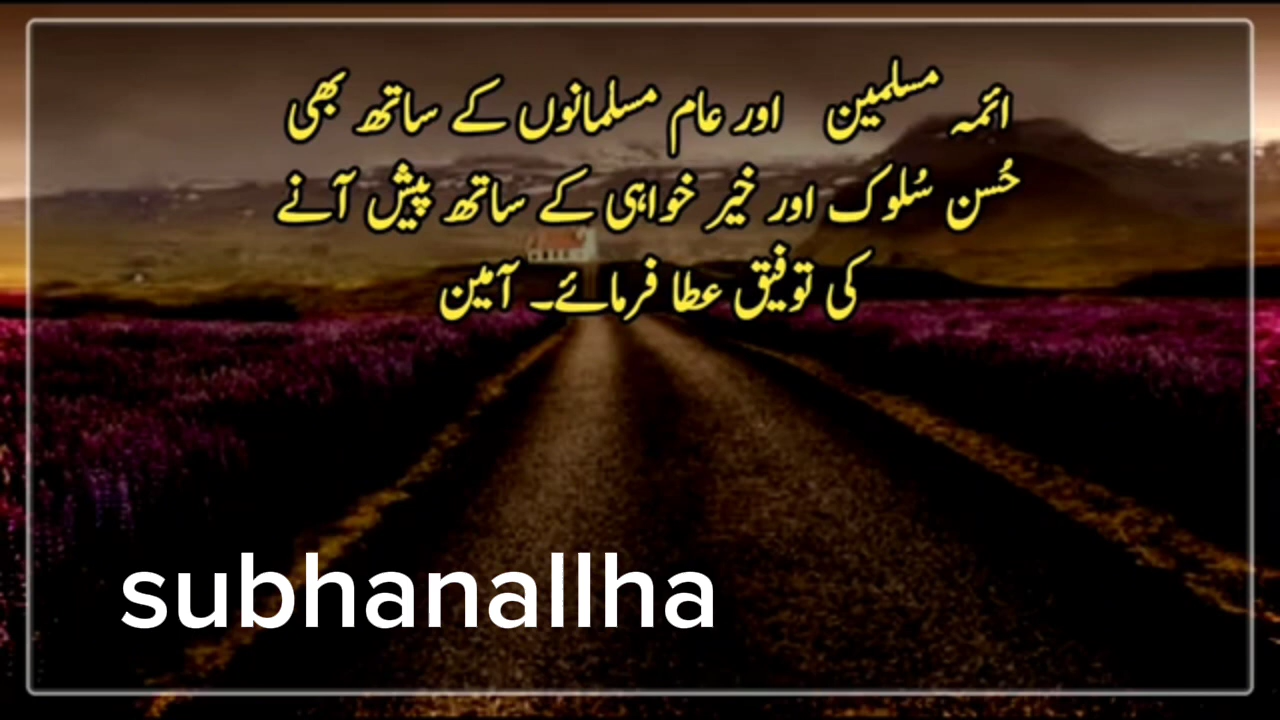 ائمہ مسلمین اور عام مسلمانوں کے ساتھ بھی
حُسن سُلوک اور خیر خواہی کے ساتھ پیش آنے
کی توفیق عطا فرمائے۔ آمین
subhanallha